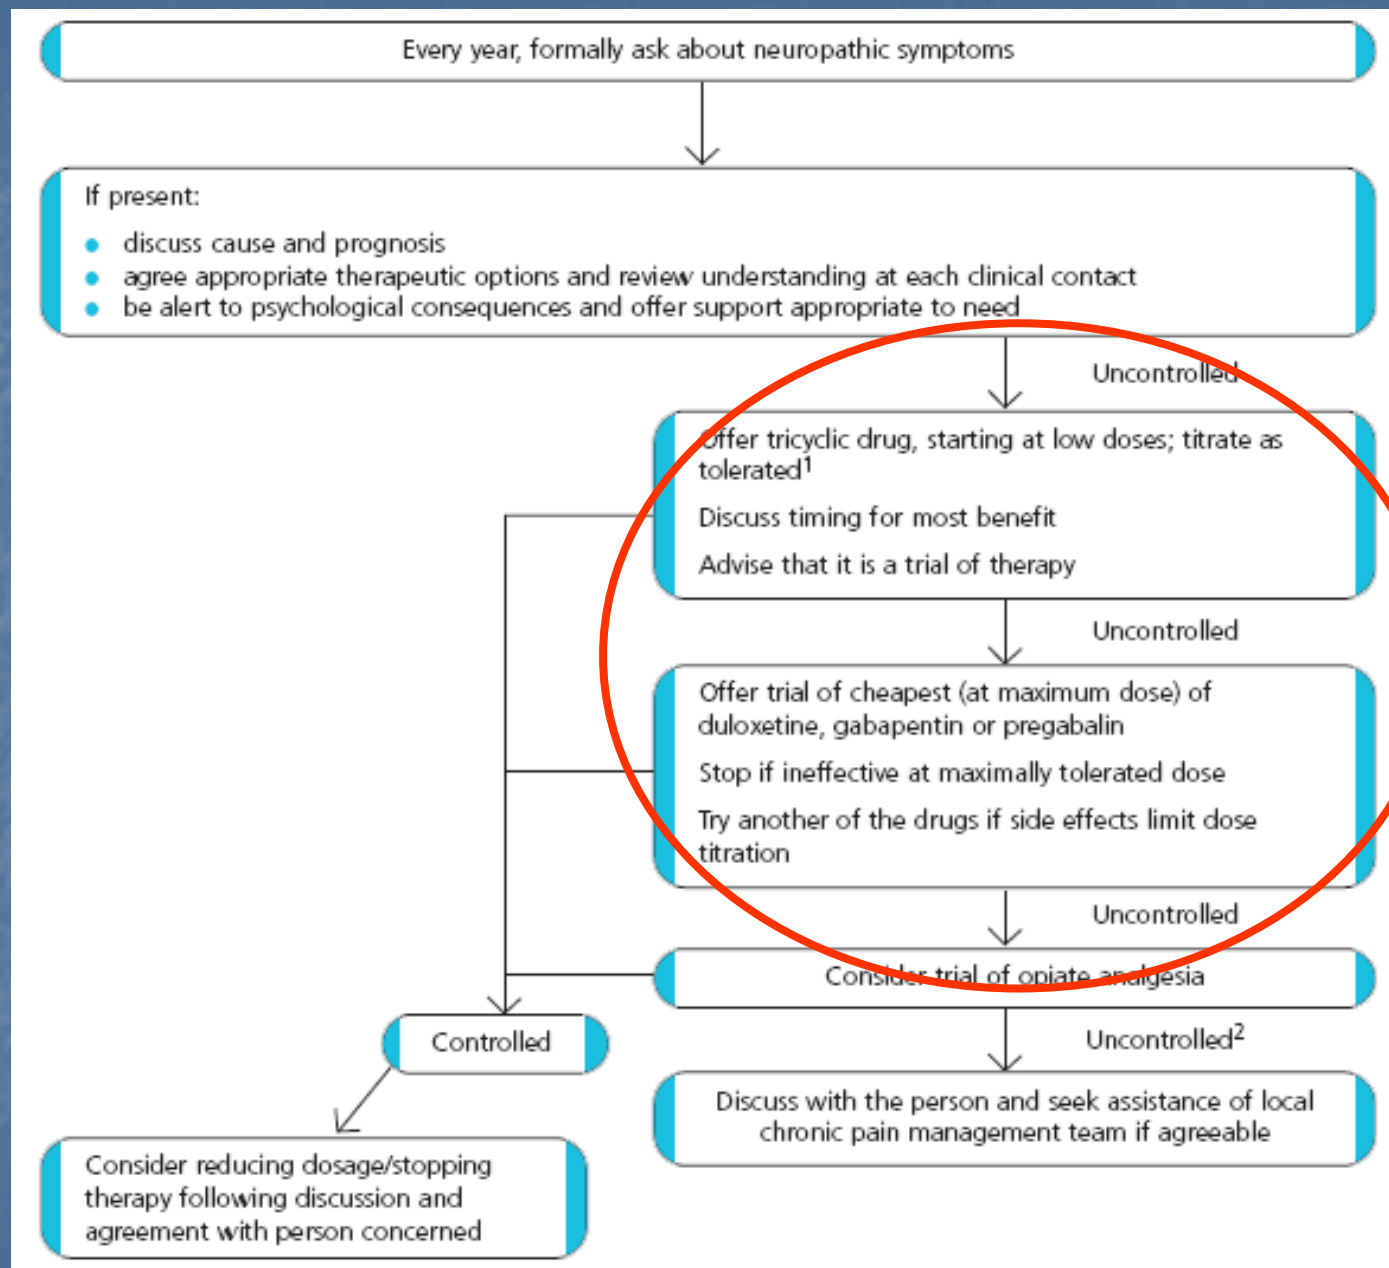 Every year, formally ask about neuropathic symptoms
If present:
• discuss cause and prognosis
• agree appropriate therapeutic options and review understanding at each clinical contact
• be alert to psychological consequences and offer support appropriate to need
Uncontrolled
Offer tricyclic drug, starting at low doses; titrate as
tolerated1
Discuss timing for most benefit
Advise that it is a trial of therapy
Uncontrolled
Offer trial of cheapest (at maximum dose) of
duloxetine, gabapentin or pregabalin
Stop if ineffective at maximally tolerated dose
Try another of the drugs if side effects limit dose
titration
Uncontrolled
Consider trial of opiate analgesia
Controlled
Uncontrolled2
Discuss with the person and seek assistance of local
chronic pain management team if agreeable
Consider reducing dosage/stopping
therapy following discussion and
agreement with person concerned